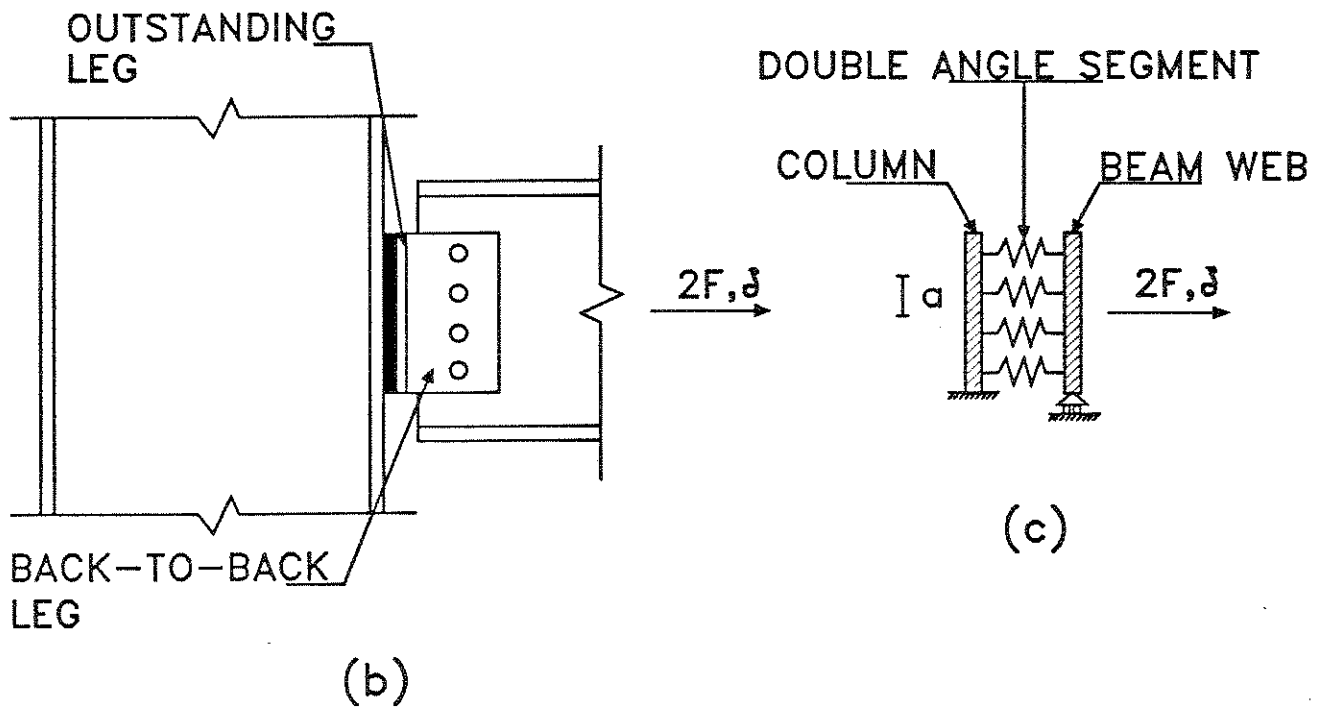 OUTSTANDING
LEG
DOUBLE ANGLE SEGMENT
COLUMN
BEAM WEB
2F,δ
a
2F,δ
BACK-TO-BACK
LEG
(c)
(b)